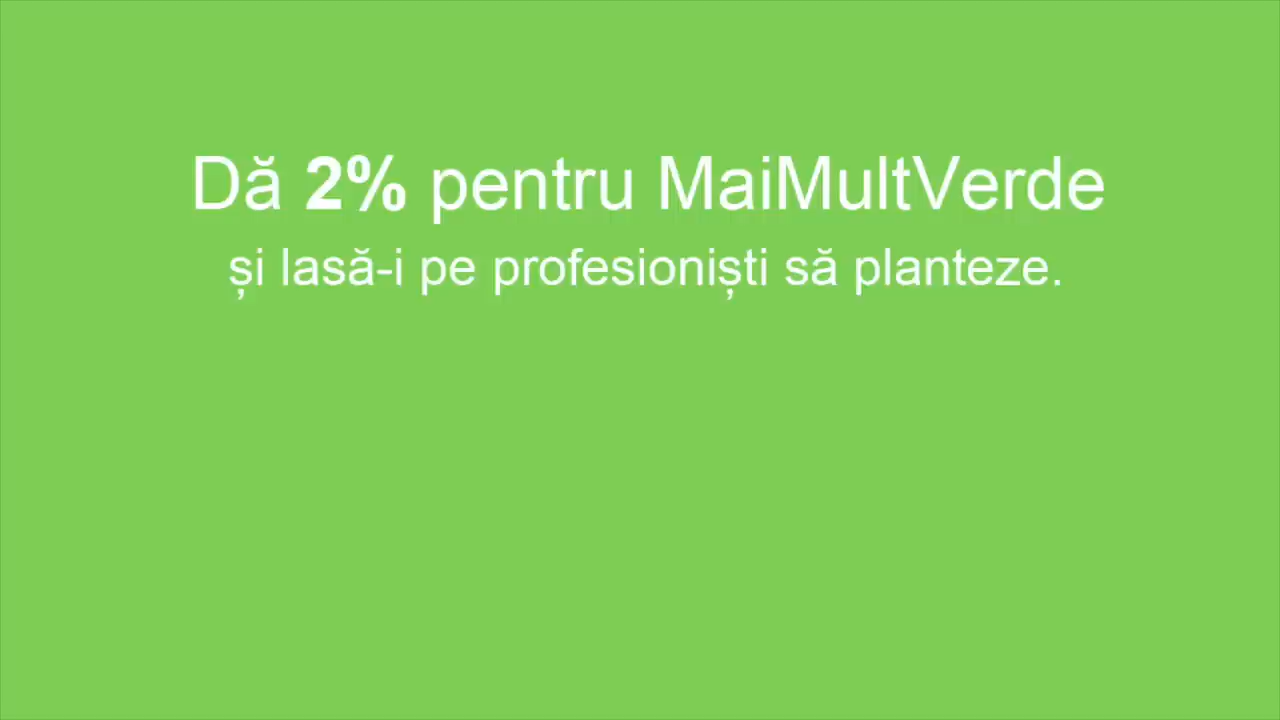 Dă 2% pentru MaiMultVerde
și lasă-i pe profesioniști să planteze.